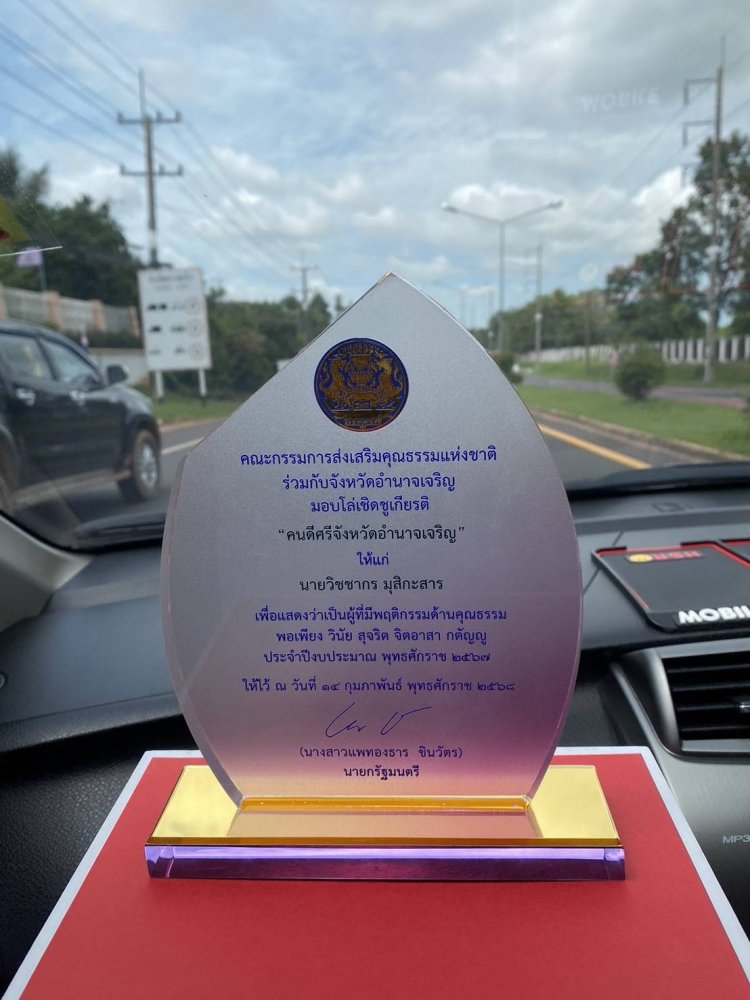 คณะกรรมการส่งเสริมคุณธรรมแห่งชาติ
ร่วมกับจังหวัดอำนาจเจริญ
มอบโล่เชิดชูเกียรติ
“คนดีศรีจังหวัดอำนาจเจริญ”
ให้แก่
นายวิชชากร มุสิกะสาร
เพื่อแสดงว่าเป็นผู้ที่มีพฤติกรรมด้านคุณธรรม
พอเพียง วินัย สุจริต จิตอาสา กตัญญู
ประจำปีงบประมาณ พุทธศักราช ๒๕๖๗
ให้ไว้ ณ วันที่ ๑๔ กุมภาพันธ์ พุทธศักราช ๒๕๖๘
(นางสาวแพทองธาร ชินวัตร)
นายกรัฐมนตรี
MOBIL
MP3